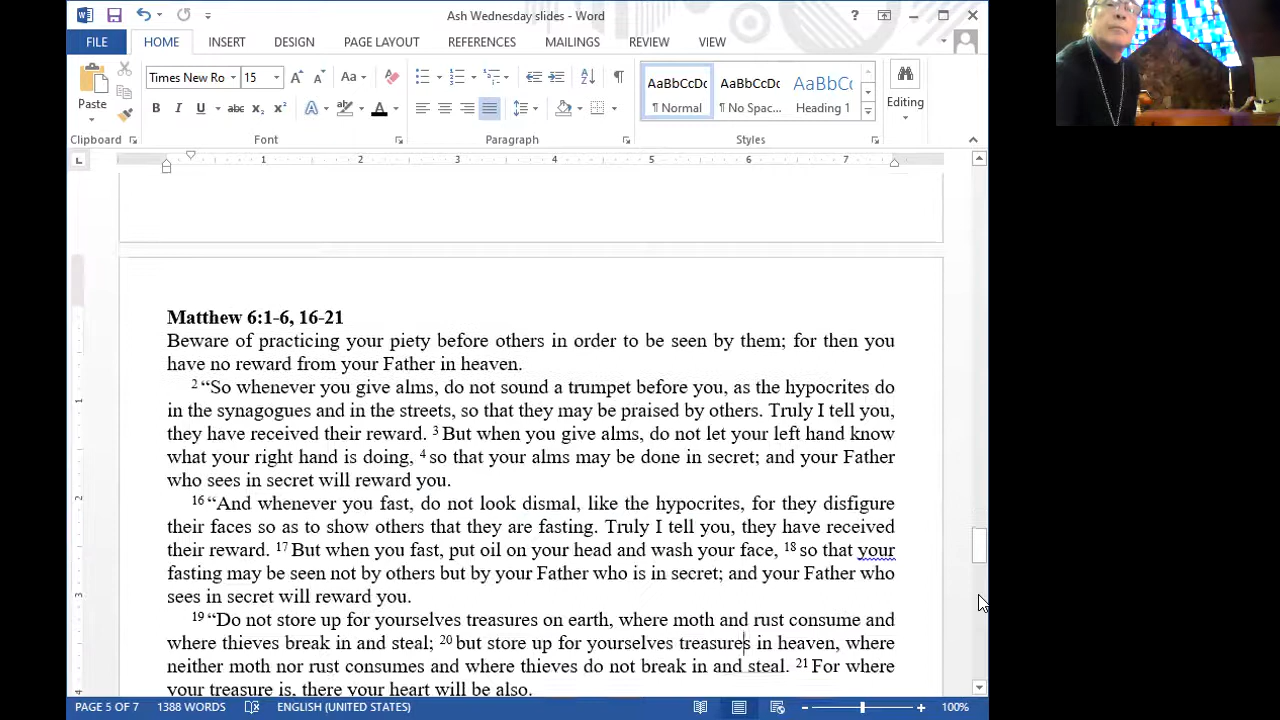 Ash Wednesday slides - Word
FILE HOME INSERT DESIGN PAGE LAYOUT REFERENCES MAILINGS REVIEW VIEW
Paste
Times New Ro 15
Aa
B I U abc x₂ x² A A
AaBbCcDc AaBbCcDc AaBbC
¶ Normal ¶ No Spac... Heading 1
Editing
Clipboard Font Paragraph Styles
1 2 3 4 5 6 7
Matthew 6:1-6, 16-21
Beware of practicing your piety before others in order to be seen by them; for then you
have no reward from your Father in heaven.
2 “So whenever you give alms, do not sound a trumpet before you, as the hypocrites do
in the synagogues and in the streets, so that they may be praised by others. Truly I tell you,
they have received their reward. 3 But when you give alms, do not let your left hand know
what your right hand is doing, 4 so that your alms may be done in secret; and your Father
who sees in secret will reward you.
16 “And whenever you fast, do not look dismal, like the hypocrites, for they disfigure
their faces so as to show others that they are fasting. Truly I tell you, they have received
their reward. 17 But when you fast, put oil on your head and wash your face, 18 so that your
fasting may be seen not by others but by your Father who is in secret; and your Father who
sees in secret will reward you.
19 “Do not store up for yourselves treasures on earth, where moth and rust consume and
where thieves break in and steal; 20 but store up for yourselves treasures in heaven, where
neither moth nor rust consumes and where thieves do not break in and steal. 21 For where
your treasure is, there your heart will be also.
PAGE 5 OF 7 1388 WORDS ENGLISH (UNITED STATES) 100%